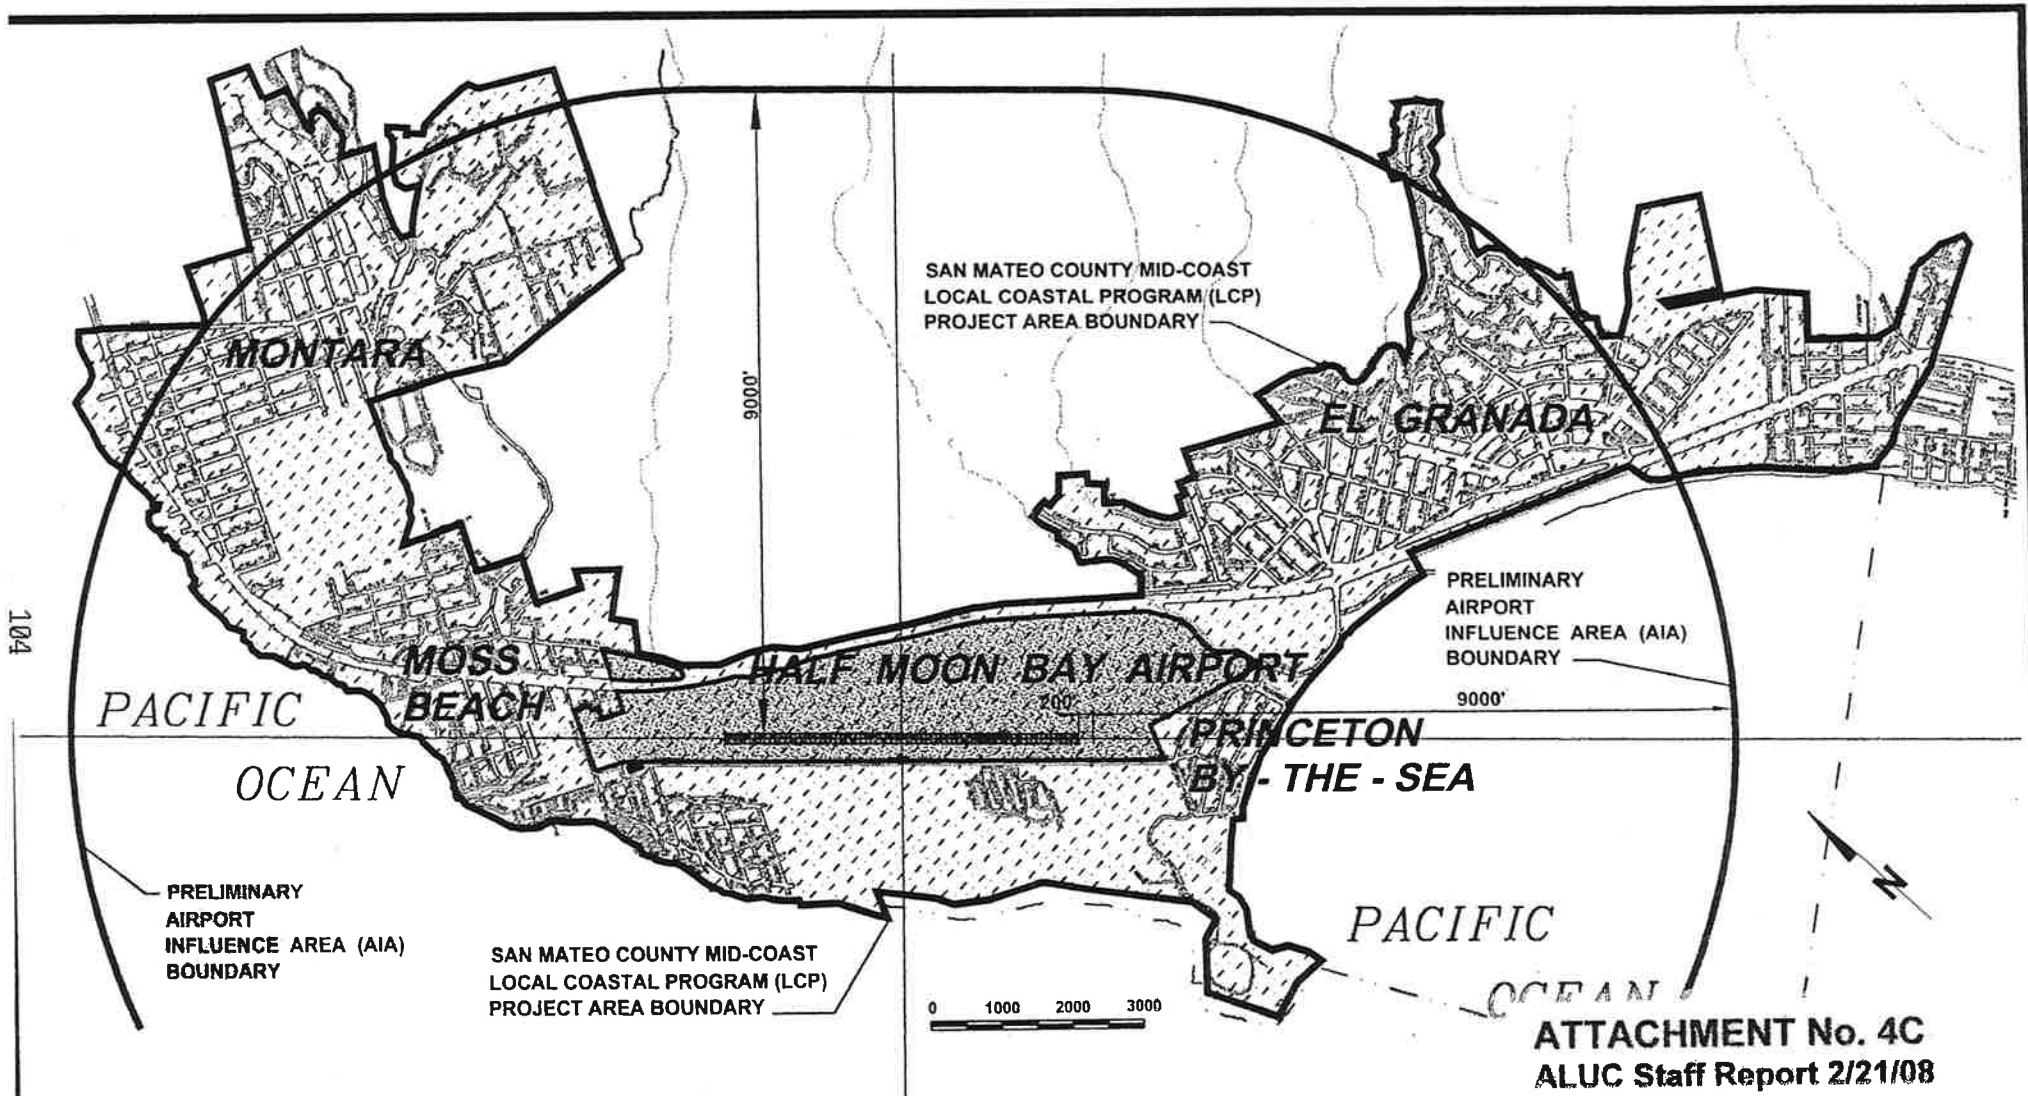 SAN MATEO COUNTY MID-COAST
LOCAL COASTAL PROGRAM (LCP)
PROJECT AREA BOUNDARY
MONTARA
9000'
EL GRANADA
PRELIMINARY
AIRPORT
INFLUENCE AREA (AIA)
BOUNDARY
104
MOSS
BEACH
HALF MOON BAY AIRPORT
200'
9000'
PACIFIC
OCEAN
PRINCETON
BY - THE - SEA
N
PRELIMINARY
AIRPORT
INFLUENCE AREA (AIA)
BOUNDARY
SAN MATEO COUNTY MID-COAST
LOCAL COASTAL PROGRAM (LCP)
PROJECT AREA BOUNDARY
0 1000 2000 3000
PACIFIC
OCEAN
ATTACHMENT No. 4C
ALUC Staff Report 2/21/08